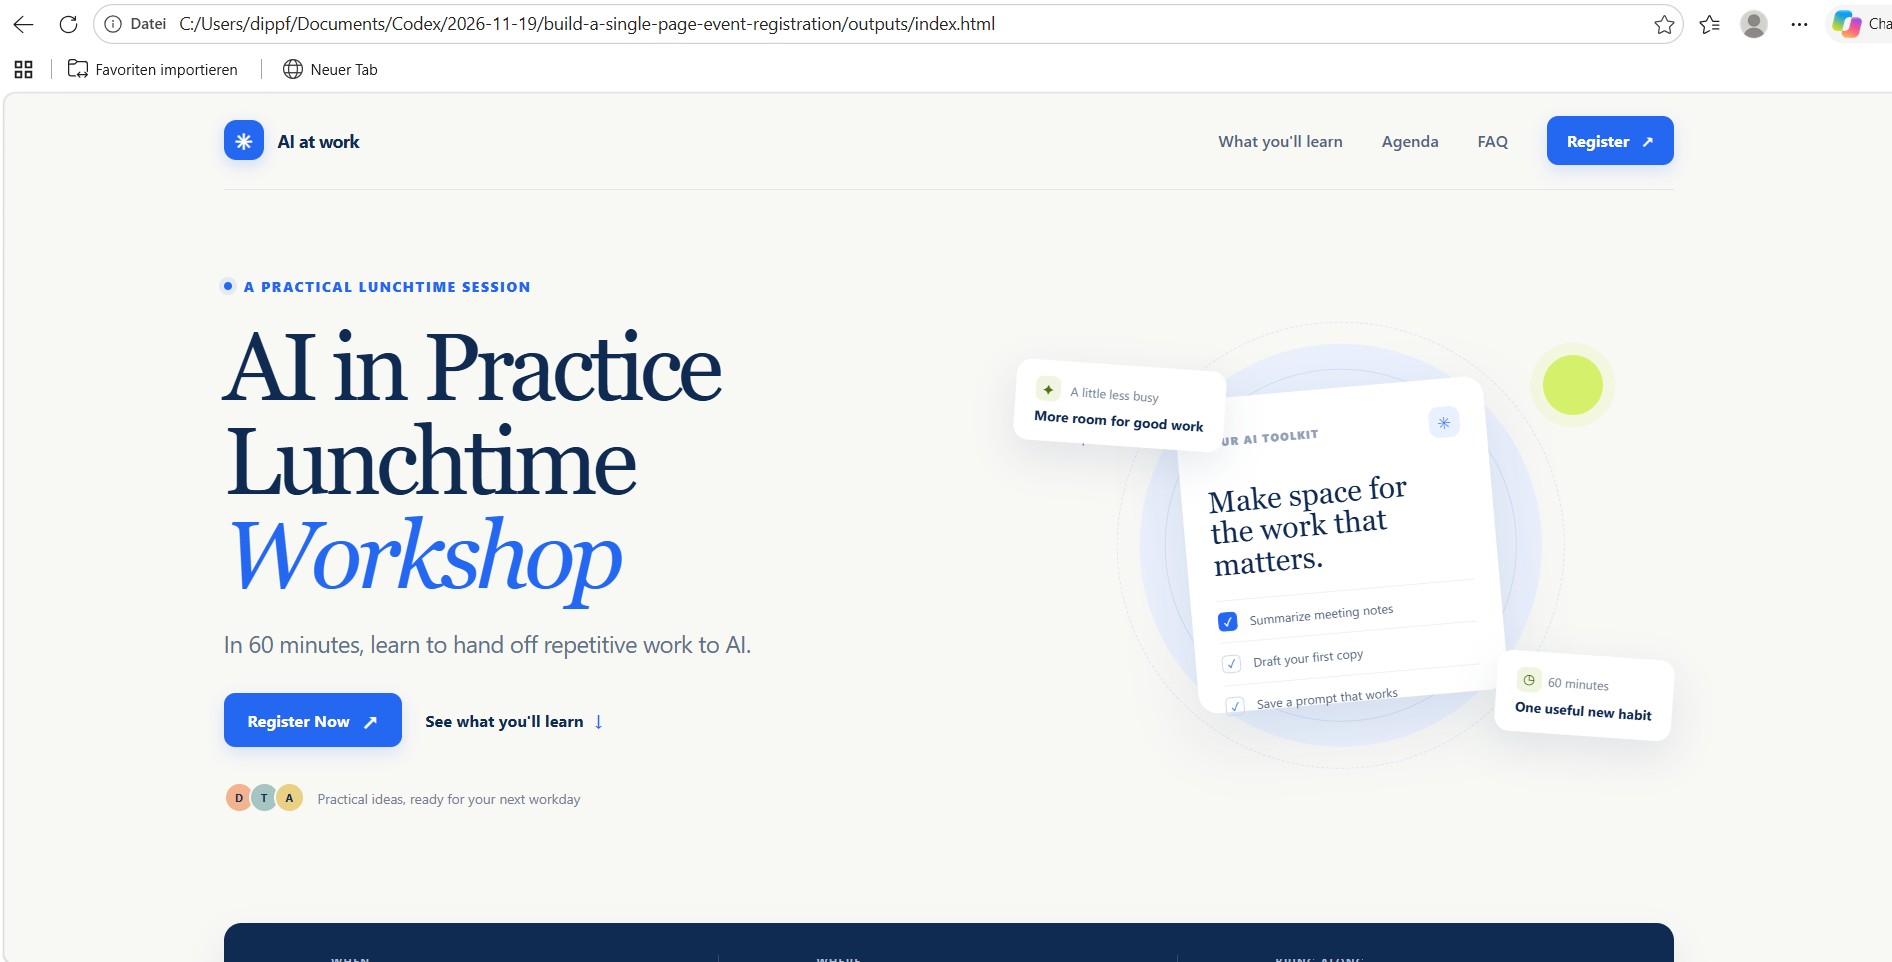 Datei C:/Users/dippf/Documents/Codex/2026-11-19/build-a-single-page-event-registration/outputs/index.html
Favoriten importieren
Neuer Tab
AI at work
What you'll learn
Agenda
FAQ
Register ↗
A PRACTICAL LUNCHTIME SESSION
AI in Practice
Lunchtime
Workshop
In 60 minutes, learn to hand off repetitive work to AI.
Register Now ↗
See what you'll learn ↓
D T A
Practical ideas, ready for your next workday
A little less busy
More room for good work
AI TOOLKIT
Make space for
the work that
matters.
Summarize meeting notes
Draft your first copy
Save a prompt that works
60 minutes
One useful new habit
WHEN
WHERE
BRING ALONG